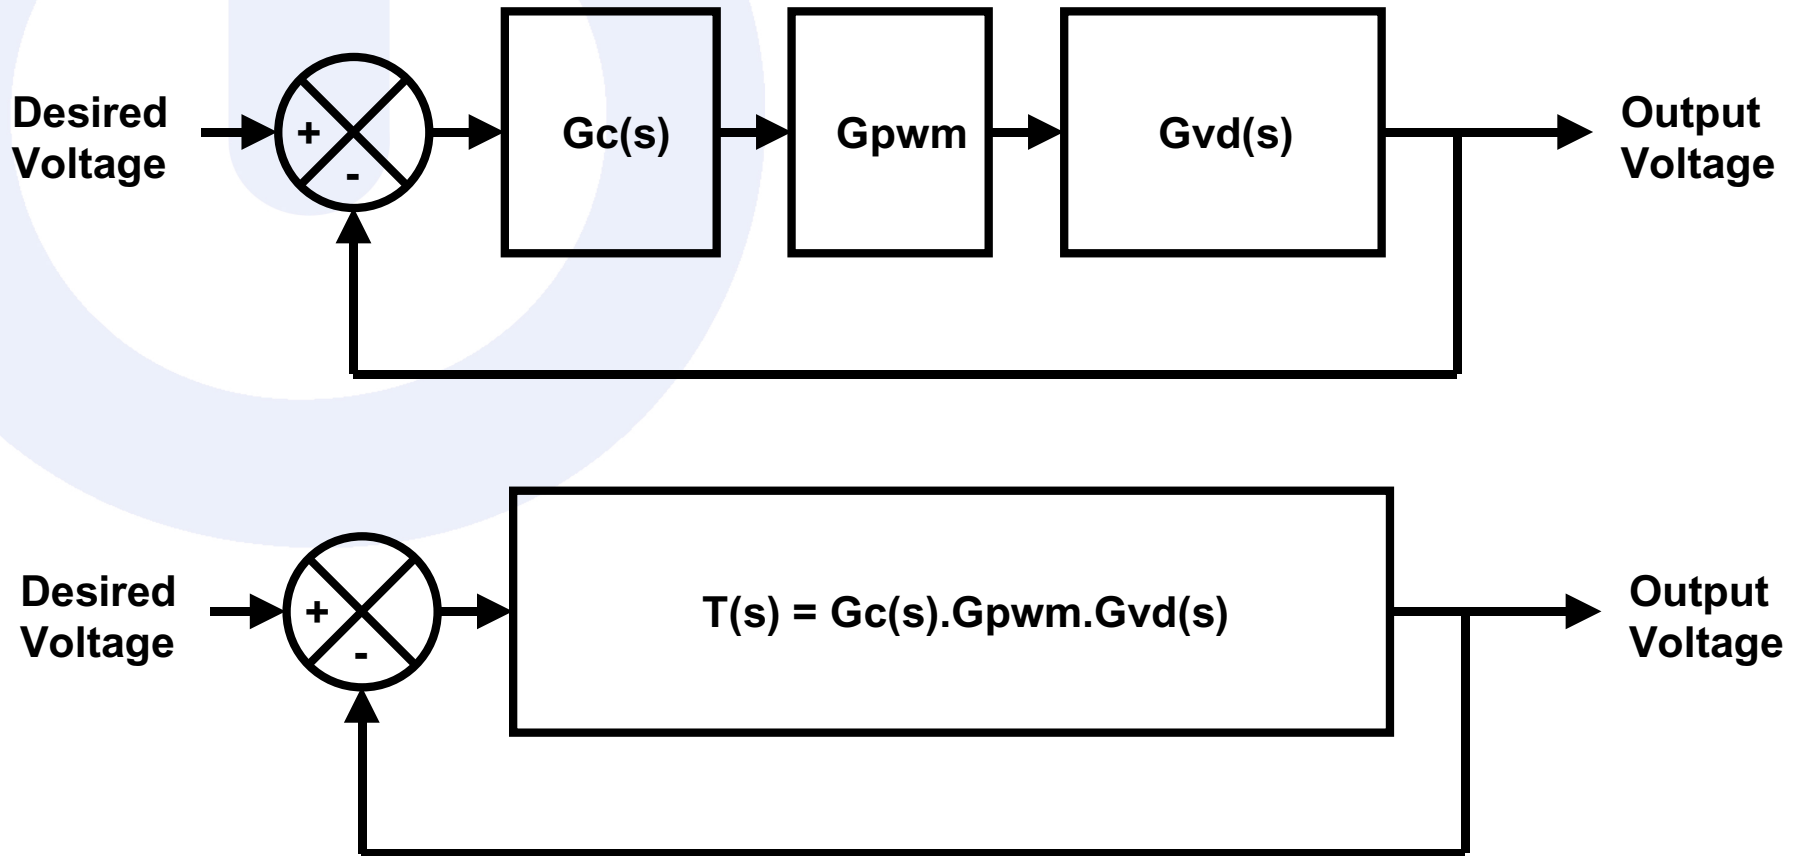 Desired
Voltage
+
-
Gc(s)
Gpwm
Gvd(s)
Output
Voltage
Desired
Voltage
+
-
T(s) = Gc(s).Gpwm.Gvd(s)
Output
Voltage